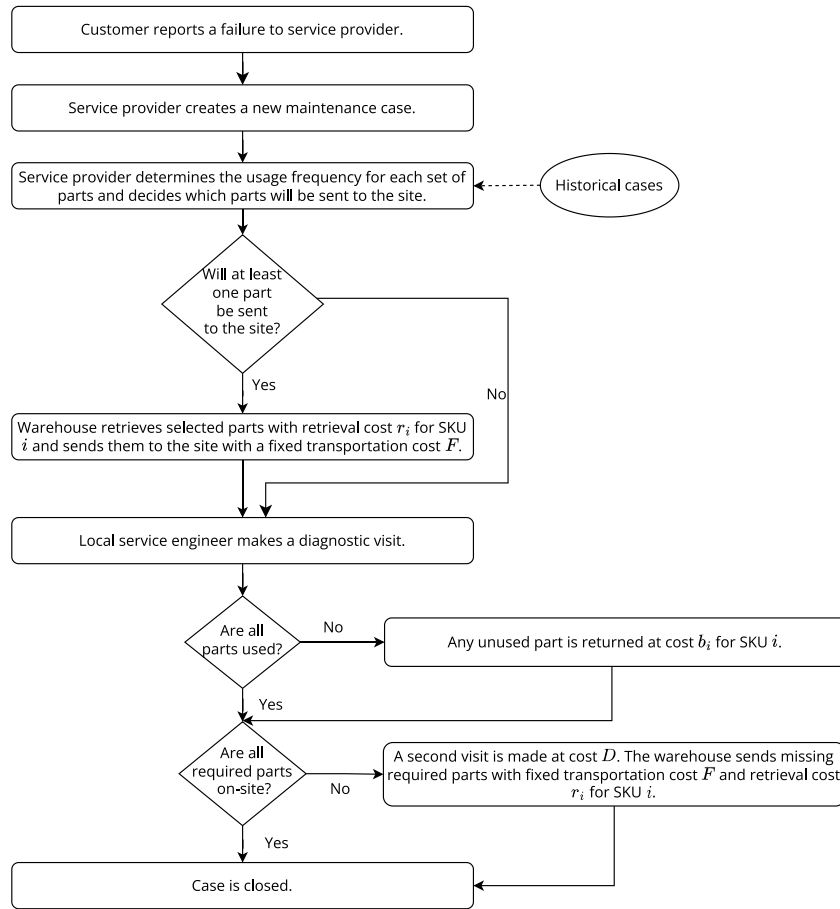 Customer reports a failure to service provider.
Service provider creates a new maintenance case.
Service provider determines the usage frequency for each set of
parts and decides which parts will be sent to the site.
Historical cases
Will at least
one part
be sent
to the site?
Yes
No
Warehouse retrieves selected parts with retrieval cost r_i for SKU
i and sends them to the site with a fixed transportation cost F.
Local service engineer makes a diagnostic visit.
Are all
parts used?
No
Any unused part is returned at cost b_i for SKU i.
Yes
Are all
required parts
on-site?
No
A second visit is made at cost D. The warehouse sends missing
required parts with fixed transportation cost F and retrieval cost
r_i for SKU i.
Yes
Case is closed.